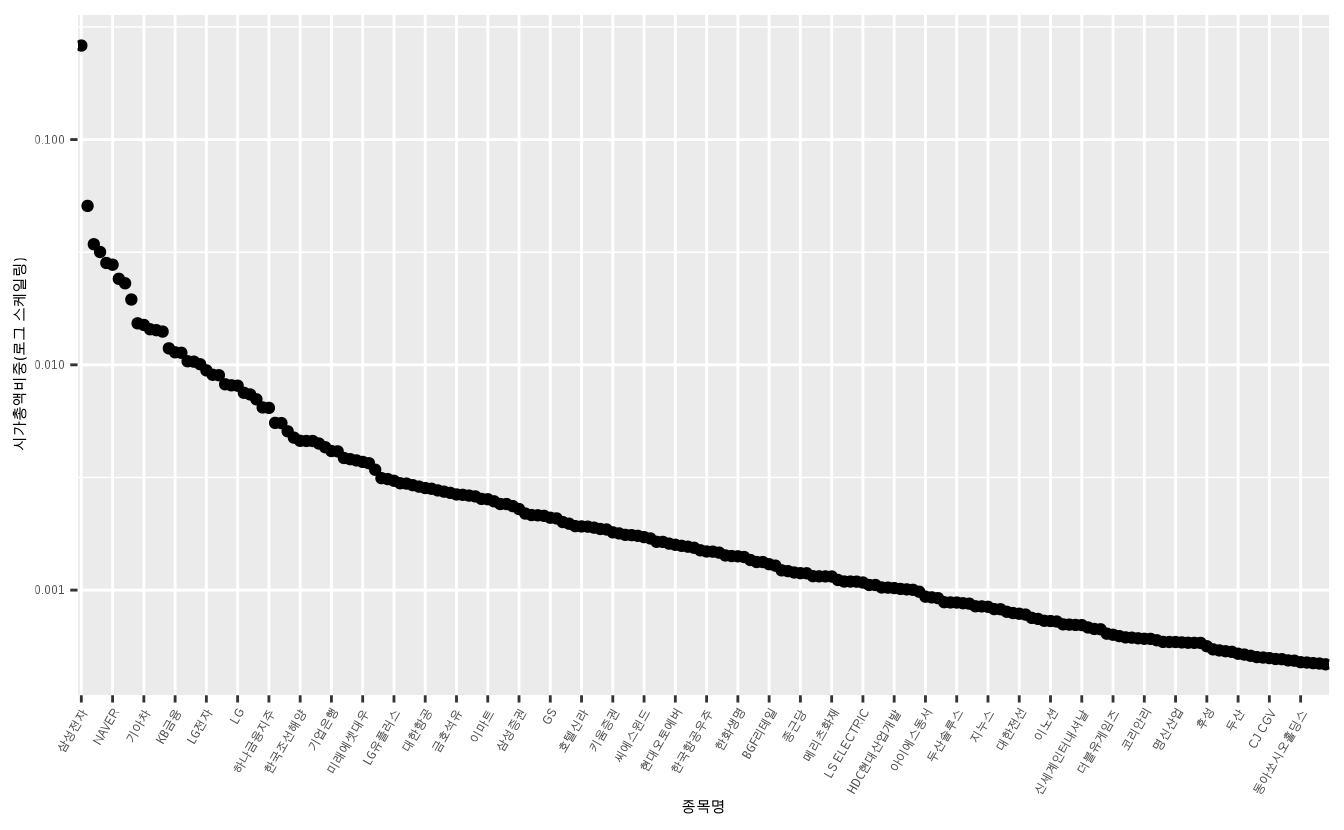 시가총액비중(로그 스케일링)
0.100
0.010
0.001
삼성전자
NAVER
기아차
KB금융
LG전자
LG
하나금융지주
한국조선해양
기업은행
미래에셋대우
LG유플러스
대한항공
금호석유
이마트
삼성증권
GS
호텔신라
키움증권
씨에스윈드
현대오토에버
한국항공우주
한화생명
BGF리테일
종근당
메리츠화재
LS ELECTRIC
HDC현대산업개발
아이에스동서
두산솔루스
지누스
대한전선
이노션
신세계인터내셔날
더블유게임즈
코리안리
명신산업
후성
두산
CJ CGV
동아쏘시오홀딩스
종목명